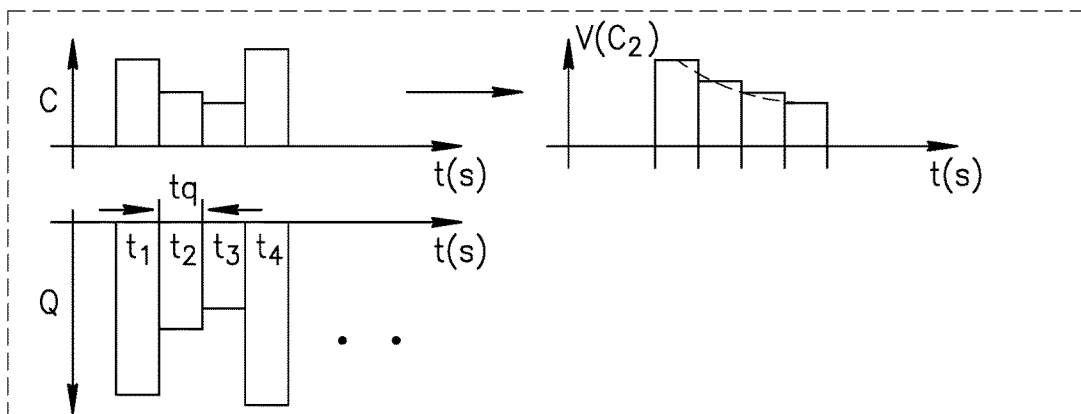 C
t(s)
V(C₂)
t(s)
tq
t₁ t₂ t₃ t₄
t(s)
Q